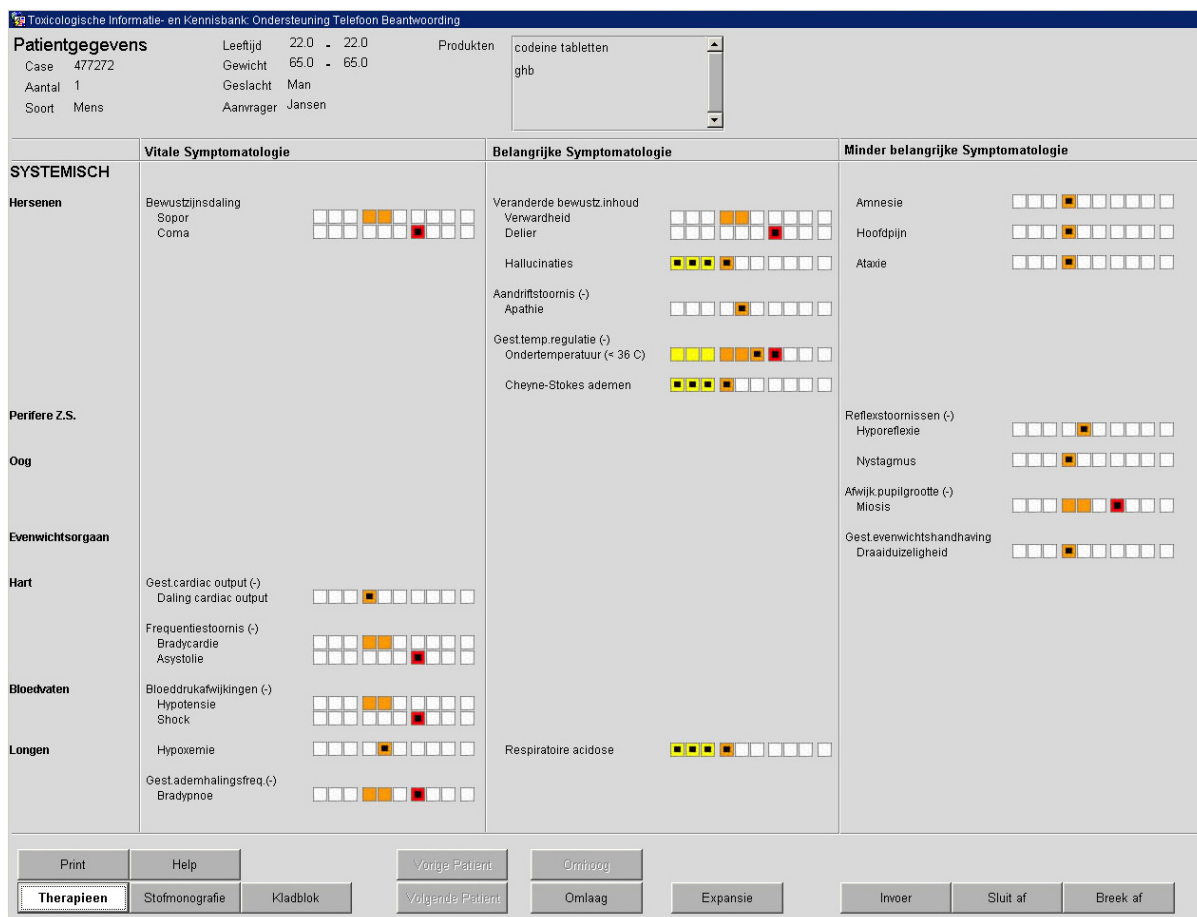 Toxicologische Informatie- en Kennisbank: Ondersteuning Telefoon Beantwoording
Patientgegevens
Case 477272
Aantal 1
Soort Mens
Leeftijd 22.0 - 22.0
Gewicht 65.0 - 65.0
Geslacht Man
Aanvrager Jansen
Produkten
codeine tabletten
ghb
Vitale Symptomatologie
Belangrijke Symptomatologie
Minder belangrijke Symptomatologie
SYSTEMISCH
Hersenen
Bewustzijnsdaling
Sopor
Coma
Veranderde bewustz.inhoud
Verwardheid
Delier
Hallucinaties
Aandriftstoornis (-)
Apathie
Gest.temp.regulatie (-)
Ondertemperatuur (< 36 C)
Cheyne-Stokes ademen
Amnesie
Hoofdpijn
Ataxie
Perifere Z.S.
Reflexstoornissen (-)
Hyporeflexie
Oog
Nystagmus
Afwijk.pupilgrootte (-)
Miosis
Evenwichtsorgaan
Gest.evenwichtshandhaving
Draaiduizeligheid
Hart
Gest.cardiac output (-)
Daling cardiac output
Frequentiestoornis (-)
Bradycardie
Asystolie
Bloedvaten
Bloeddrukafwijkingen (-)
Hypotensie
Shock
Longen
Hypoxemie
Gest.ademhalingsfreq.(-)
Bradypnoe
Respiratoire acidose
Print
Help
Vorige Patient
Omhoog
Therapieen
Stofmonografie
Kladblok
Volgende Patient
Omlaag
Expansie
Invoer
Sluit af
Breek af